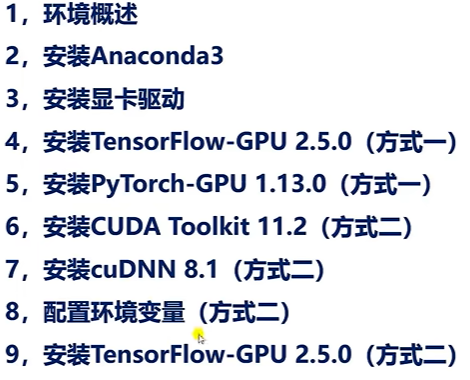 1，环境概述
2，安装Anaconda3
3，安装显卡驱动
4，安装TensorFlow-GPU 2.5.0（方式一）
5，安装PyTorch-GPU 1.13.0（方式一）
6，安装CUDA Toolkit 11.2（方式二）
7，安装cuDNN 8.1（方式二）
8，配置环境变量（方式二）
9，安装TensorFlow-GPU 2.5.0（方式二）